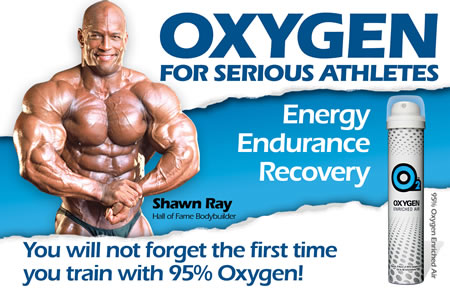 OXYGEN
FOR SERIOUS ATHLETES
Energy
Endurance
Recovery
Shawn Ray
Hall of Fame Bodybuilder
O2
OXYGEN
ENRICHED AIR
95% Oxygen Enriched Air
You will not forget the first time
you train with 95% Oxygen!